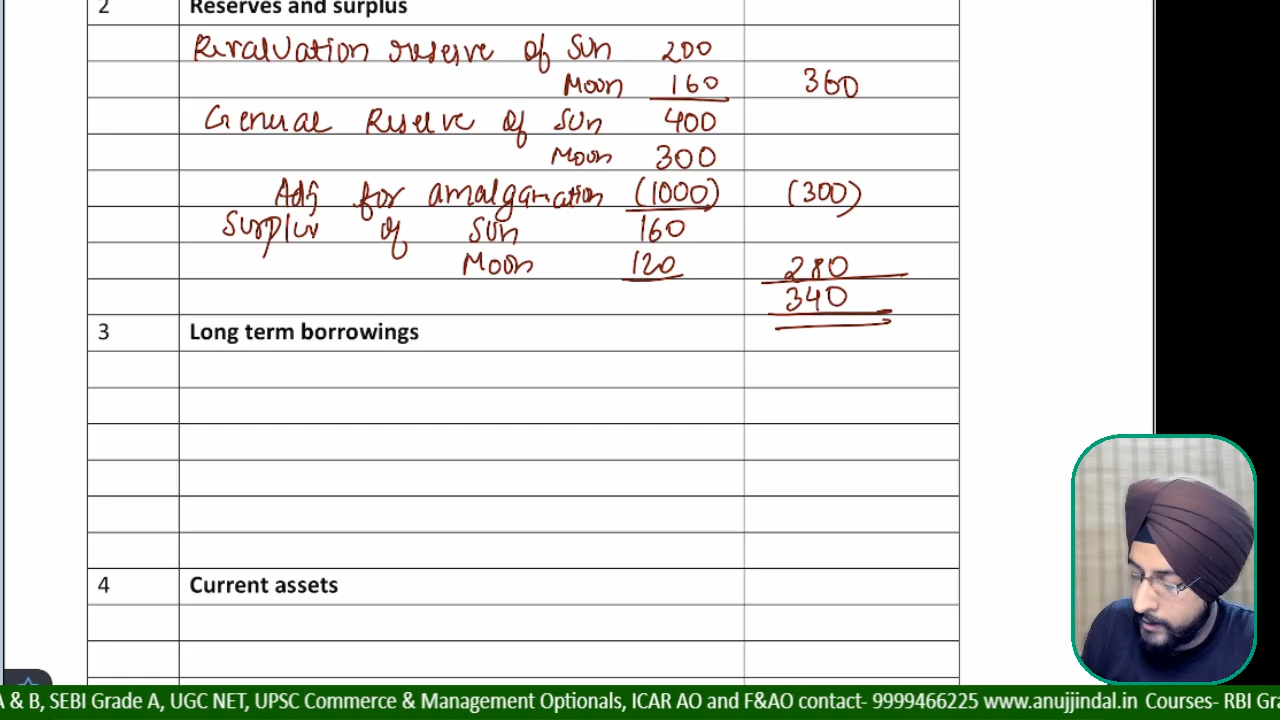 2 Reserves and surplus
Revaluation reserve of Sun 200
Moon 160 360
General Reserve of Sun 400
Moon 300
Adj for amalgamation (1000) (300)
Surplus of Sun 160
Moon 120 280
340
3 Long term borrowings
4 Current assets
A & B, SEBI Grade A, UGC NET, UPSC Commerce & Management Optionals, ICAR AO and F&AO contact- 9999466225 www.anujjindal.in Courses- RBI Gra